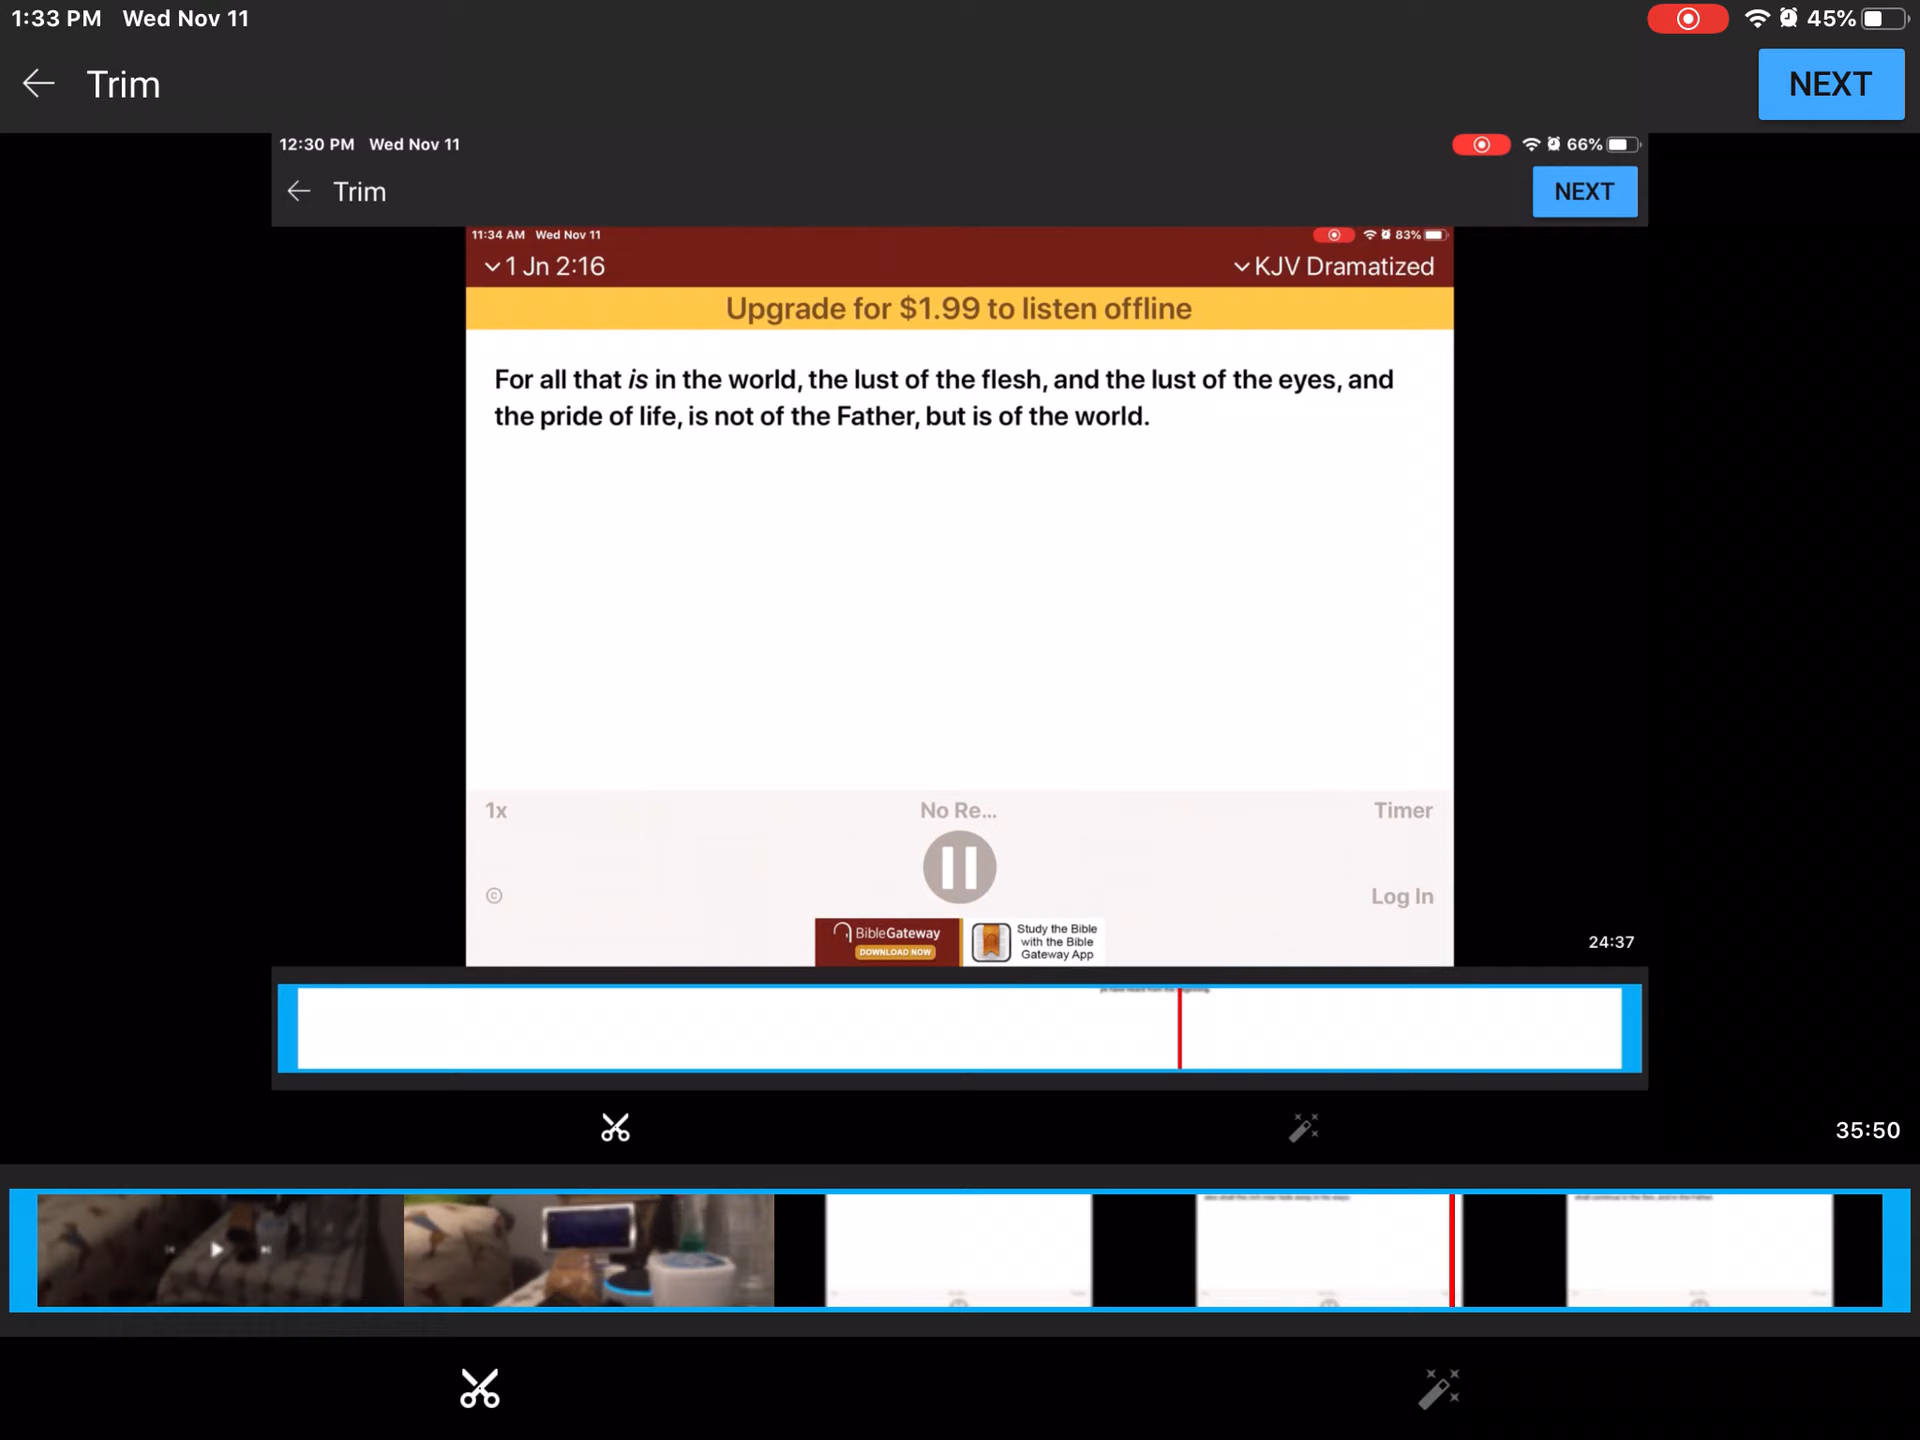 1:33 PM Wed Nov 11 45%
Trim NEXT
12:30 PM Wed Nov 11 66%
Trim NEXT
11:34 AM Wed Nov 11 83%
1 Jn 2:16 KJV Dramatized
Upgrade for $1.99 to listen offline
For all that is in the world, the lust of the flesh, and the lust of the eyes, and
the pride of life, is not of the Father, but is of the world.
1x No Re... Timer
© Log In
BibleGateway
DOWNLOAD NOW
Study the Bible
with the Bible
Gateway App
24:37
35:50